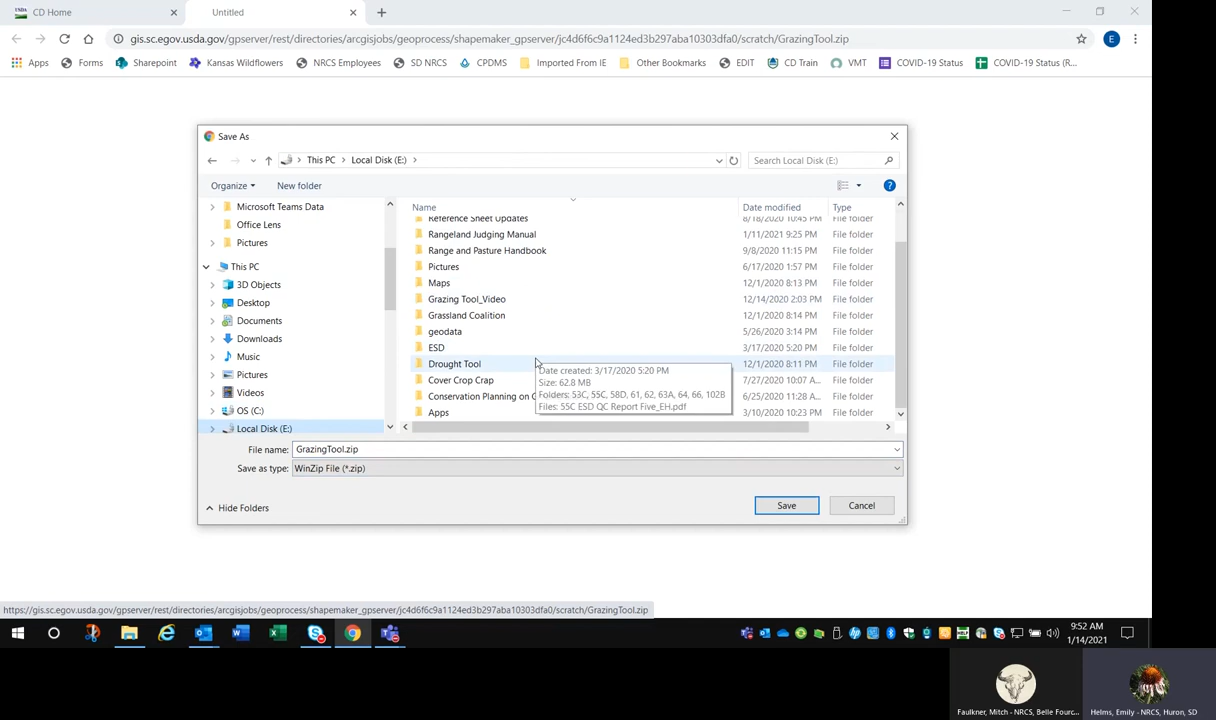 USDA CD Home
Untitled
gis.sc.egov.usda.gov/gpserver/rest/directories/arcgisjobs/geoprocess/shapemaker_gpserver/jc4d6f6c9a1124ed3b297aba10303dfa0/scratch/GrazingTool.zip
E
Apps Forms Sharepoint Kansas Wildflowers NRCS Employees SD NRCS CPDMS Imported From IE Other Bookmarks EDIT CD Train VMT COVID-19 Status COVID-19 Status (R...
Save As
This PC Local Disk (E:)
Search Local Disk (E:)
Organize New folder
Name Date modified Type
Microsoft Teams Data
Office Lens
Pictures
This PC
3D Objects
Desktop
Documents
Downloads
Music
Pictures
Videos
OS (C:)
Local Disk (E:)
Reference Sheet Updates 8/18/2020 10:45 PM File folder
Rangeland Judging Manual 1/11/2021 9:25 PM File folder
Range and Pasture Handbook 9/8/2020 11:15 PM File folder
Pictures 6/17/2020 1:57 PM File folder
Maps 12/1/2020 8:13 PM File folder
Grazing Tool_Video 12/14/2020 2:03 PM File folder
Grassland Coalition 12/1/2020 8:14 PM File folder
geodata 5/26/2020 3:14 PM File folder
ESD 3/17/2020 5:20 PM File folder
Drought Tool 12/1/2020 8:11 PM File folder
Cover Crop Crap 7/27/2020 10:07 A... File folder
Conservation Planning on 6/25/2020 11:28 A... File folder
Apps 3/10/2020 10:23 PM File folder
Date created: 3/17/2020 5:20 PM
Size: 62.8 MB
Folders: 53C, 55C, 58D, 61, 62, 63A, 64, 66, 102B
Files: 55C ESD QC Report Five_EH.pdf
File name: GrazingTool.zip
Save as type: WinZip File (*.zip)
Hide Folders
Save Cancel
https://gis.sc.egov.usda.gov/gpserver/rest/directories/arcgisjobs/geoprocess/shapemaker_gpserver/jc4d6f6c9a1124ed3b297aba10303dfa0/scratch/GrazingTool.zip
9:52 AM
1/14/2021
Faulkner, Mitch - NRCS, Belle Fourc...
Helms, Emily - NRCS, Huron, SD